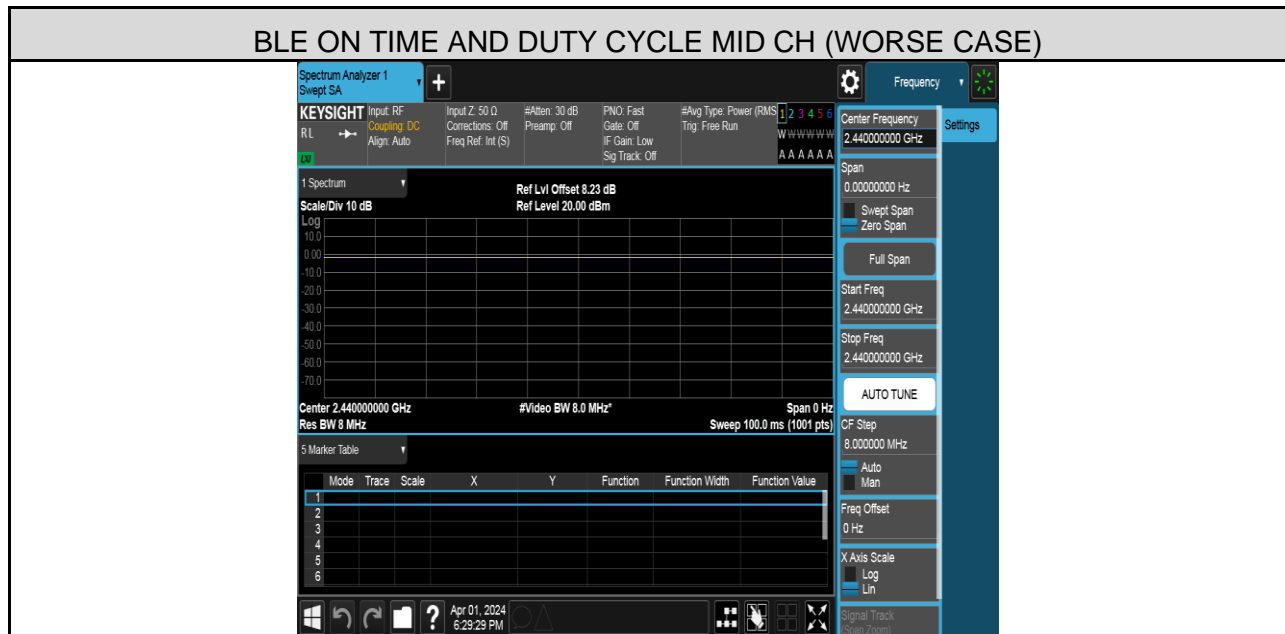 BLE ON TIME AND DUTY CYCLE MID CH (WORSE CASE)
Spectrum Analyzer 1
Swept SA
+
Frequency
KEYSIGHT
RL
LXI
Input: RF
Coupling: DC
Align: Auto
Input Z: 50 Ω
Corrections: Off
Freq Ref: Int (S)
#Atten: 30 dB
Preamp: Off
PNO: Fast
Gate: Off
IF Gain: Low
Sig Track: Off
#Avg Type: Power (RMS
Trig: Free Run
1 2 3 4 5 6
W W W W W W
A A A A A A
1 Spectrum
Scale/Div 10 dB
Ref Lvl Offset 8.23 dB
Ref Level 20.00 dBm
Log
10.0
0.00
-10.0
-20.0
-30.0
-40.0
-50.0
-60.0
-70.0
Center 2.440000000 GHz
#Video BW 8.0 MHz*
Span 0 Hz
Res BW 8 MHz
Sweep 100.0 ms (1001 pts)
5 Marker Table
Mode Trace Scale X Y Function Function Width Function Value
1
2
3
4
5
6
?
Apr 01, 2024
6:29:29 PM
Center Frequency
2.440000000 GHz
Settings
Span
0.00000000 Hz
Swept Span
Zero Span
Full Span
Start Freq
2.440000000 GHz
Stop Freq
2.440000000 GHz
AUTO TUNE
CF Step
8.000000 MHz
Auto
Man
Freq Offset
0 Hz
X Axis Scale
Log
Lin
Signal Track
(Span Zoom)